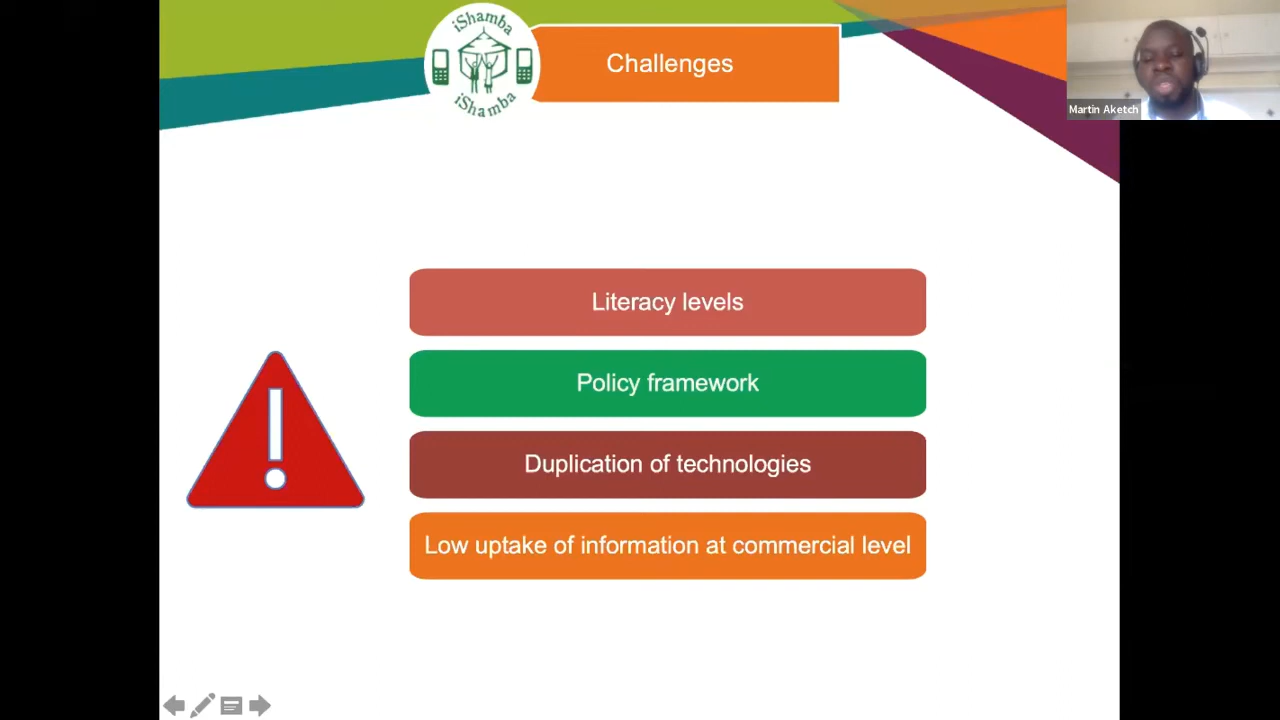 iShamba
iShamba
Challenges
Martin Aketch
Literacy levels
Policy framework
Duplication of technologies
Low uptake of information at commercial level